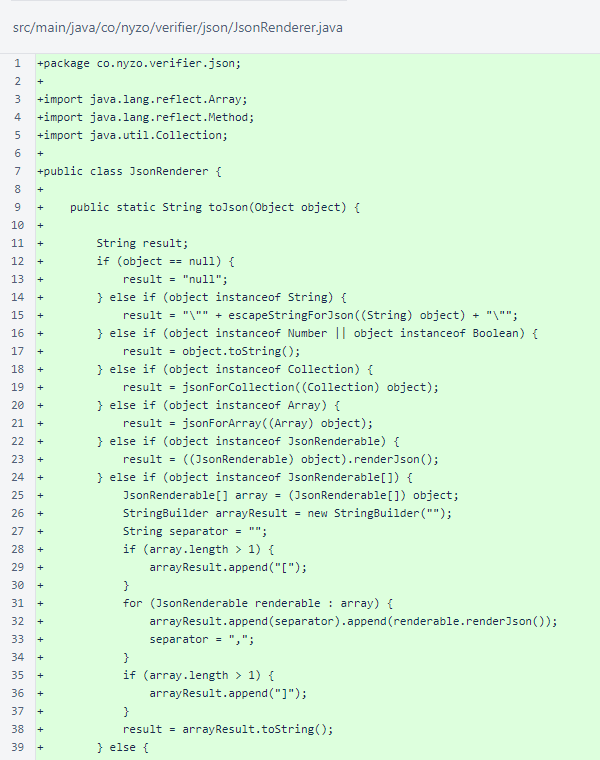 src/main/java/co/nyzo/verifier/json/JsonRenderer.java
1 +package co.nyzo.verifier.json;
2 +
3 +import java.lang.reflect.Array;
4 +import java.lang.reflect.Method;
5 +import java.util.Collection;
6 +
7 +public class JsonRenderer {
8 +
9 +    public static String toJson(Object object) {
10 +
11 +        String result;
12 +        if (object == null) {
13 +            result = "null";
14 +        } else if (object instanceof String) {
15 +            result = "\"" + escapeStringForJson((String) object) + "\"";
16 +        } else if (object instanceof Number || object instanceof Boolean) {
17 +            result = object.toString();
18 +        } else if (object instanceof Collection) {
19 +            result = jsonForCollection((Collection) object);
20 +        } else if (object instanceof Array) {
21 +            result = jsonForArray((Array) object);
22 +        } else if (object instanceof JsonRenderable) {
23 +            result = ((JsonRenderable) object).renderJson();
24 +        } else if (object instanceof JsonRenderable[]) {
25 +            JsonRenderable[] array = (JsonRenderable[]) object;
26 +            StringBuilder arrayResult = new StringBuilder("");
27 +            String separator = "";
28 +            if (array.length > 1) {
29 +                arrayResult.append("[");
30 +            }
31 +            for (JsonRenderable renderable : array) {
32 +                arrayResult.append(separator).append(renderable.renderJson());
33 +                separator = ",";
34 +            }
35 +            if (array.length > 1) {
36 +                arrayResult.append("]");
37 +            }
38 +            result = arrayResult.toString();
39 +        } else {